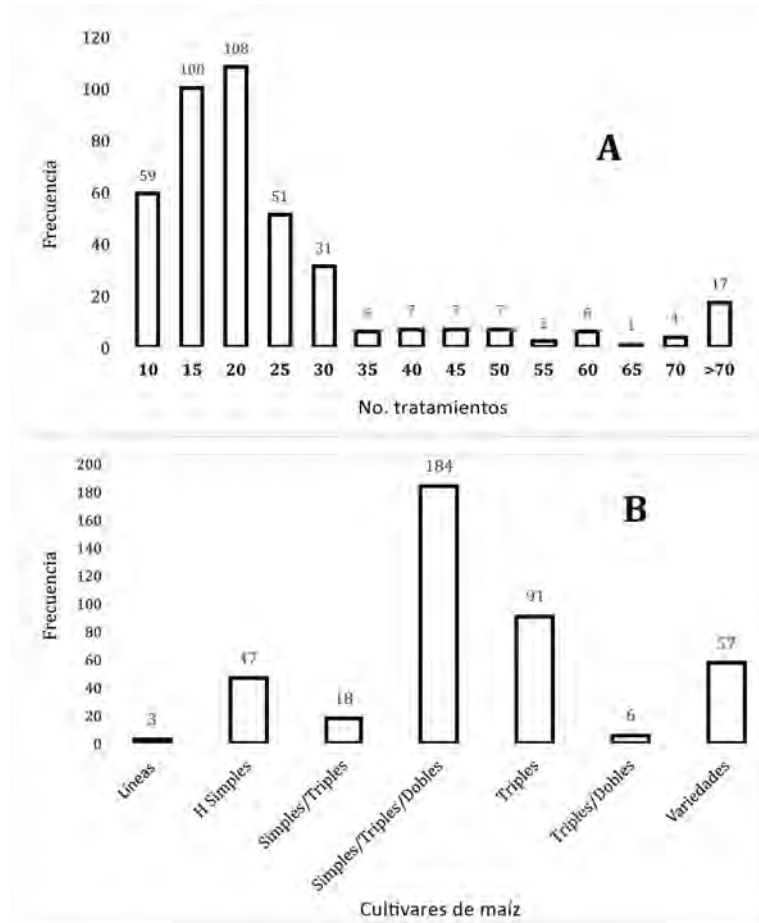 120
100
80
60
40
20
0
Frecuencia
59 100 108 51 31 6 7 7 7 2 6 1 4 17
A
10 15 20 25 30 35 40 45 50 55 60 65 70 >70
No. tratamientos
200
180
160
140
120
100
80
60
40
20
0
Frecuencia
3 47 18 184 91 6 57
B
Líneas
H Simples
Simples/Triples
Simples/Triples/Dobles
Triples
Triples/Dobles
Variedades
Cultivares de maíz